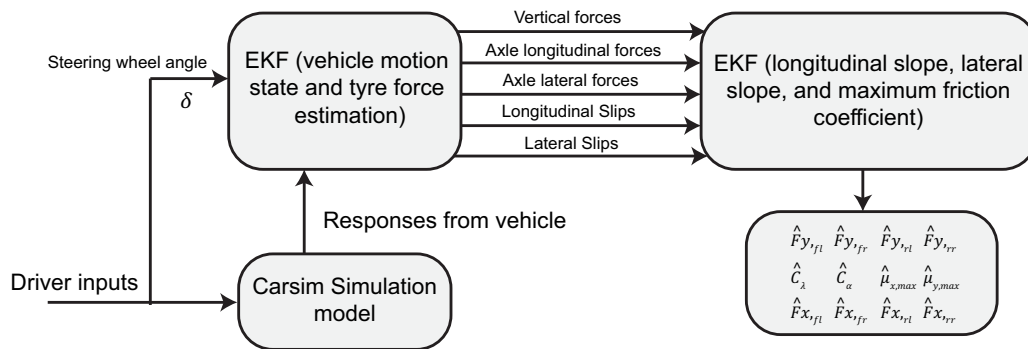 Vertical forces
Axle longitudinal forces
Axle lateral forces
Longitudinal Slips
Lateral Slips
Steering wheel angle
δ
EKF (vehicle motion
state and tyre force
estimation)
EKF (longitudinal slope, lateral
slope, and maximum friction
coefficient)
Responses from vehicle
Driver inputs
Carsim Simulation
model
F̂y,fl F̂y,fr F̂y,rl F̂y,rr
Ĉλ Ĉα μ̂x,max μ̂y,max
F̂x,fl F̂x,fr F̂x,rl F̂x,rr